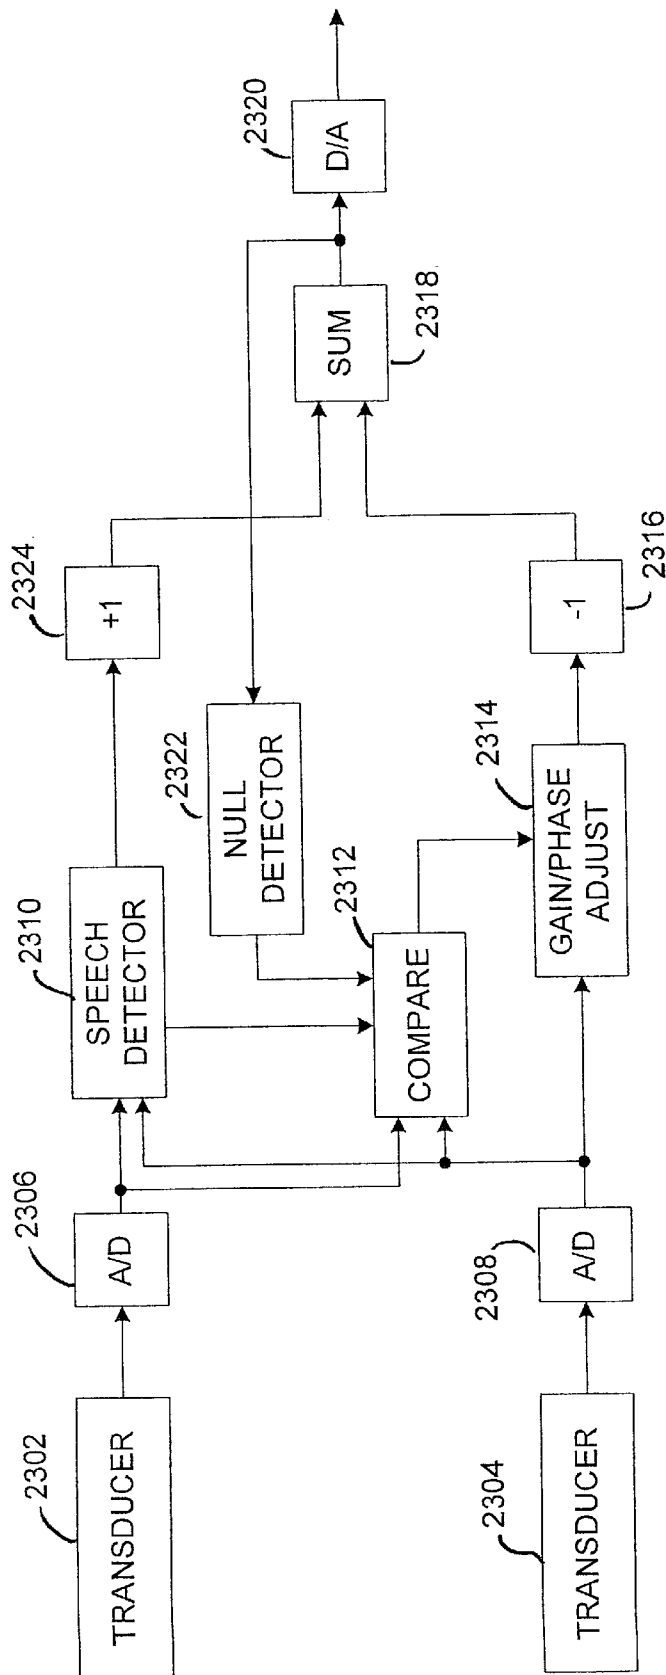 2302
TRANSDUCER
2306
A/D
2310
SPEECH
DETECTOR
2324
+1
2322
NULL
DETECTOR
2312
COMPARE
2304
TRANSDUCER
2308
A/D
2314
GAIN/PHASE
ADJUST
2316
-1
SUM
2318
2320
D/A